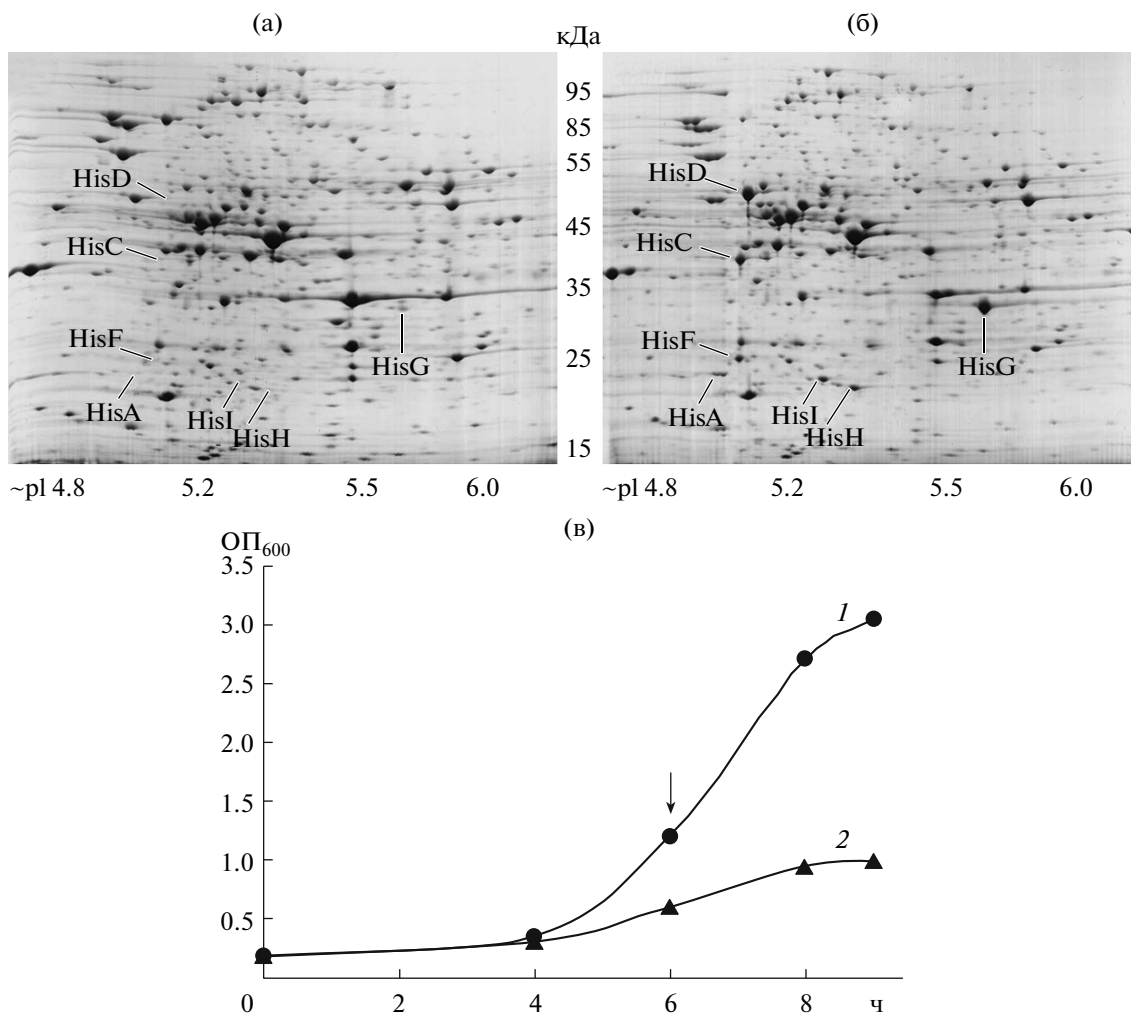 (а)
кДа
(б)
HisD
HisC
HisF
HisA
HisI
HisH
HisG
95
85
55
45
35
25
15
HisD
HisC
HisF
HisA
HisI
HisH
HisG
~pI 4.8 5.2 5.5 6.0
~pI 4.8 5.2 5.5 6.0
(в)
ОП600
3.5
3.0
2.5
2.0
1.5
1.0
0.5
1
2
0 2 4 6 8 ч